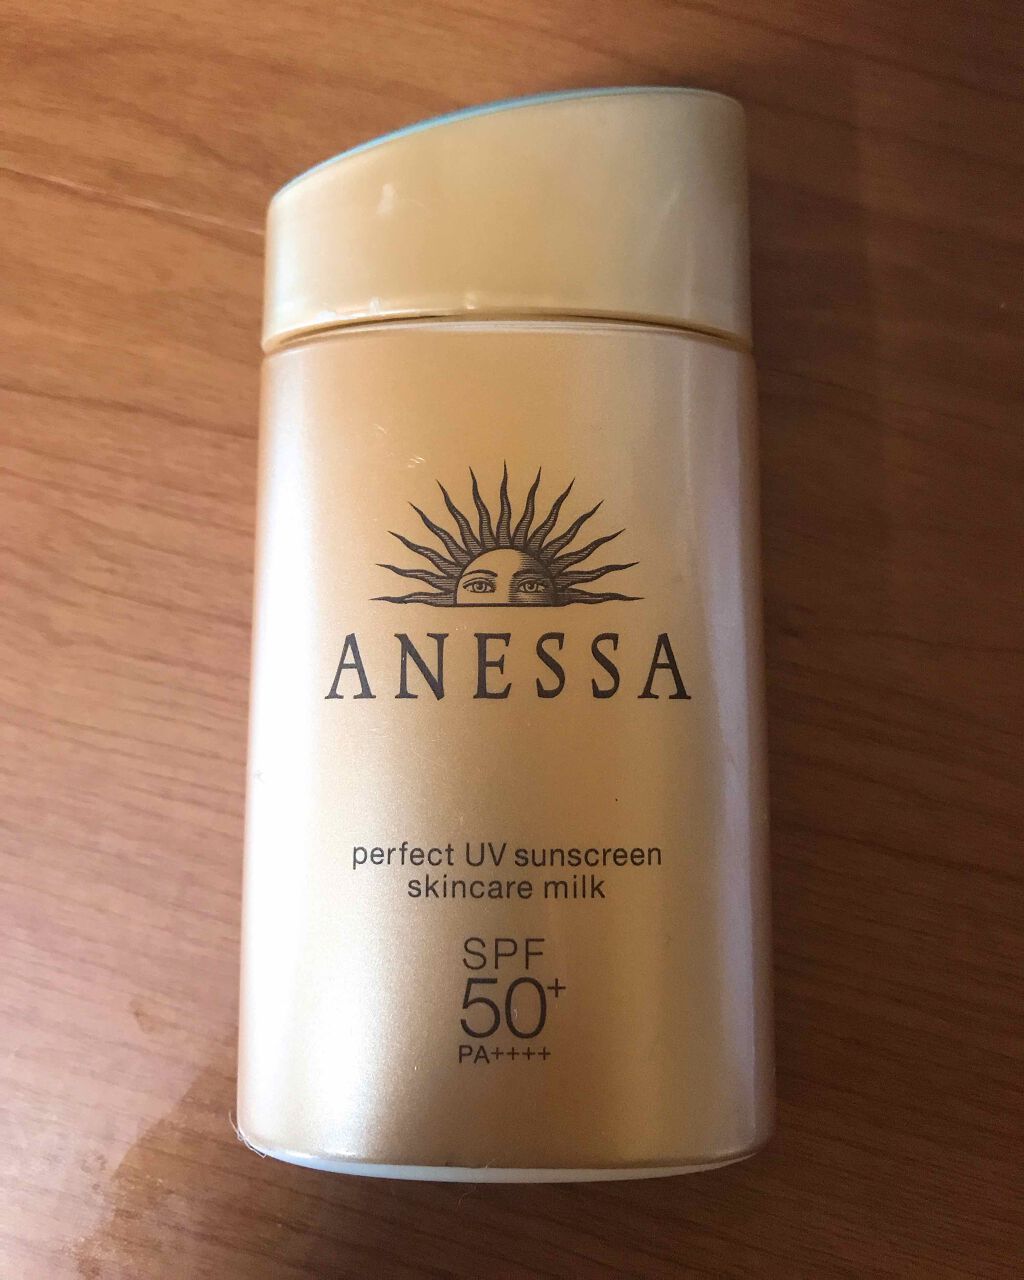 ANESSA
perfect UV sunscreen
skincare milk
SPF
50+
PA++++